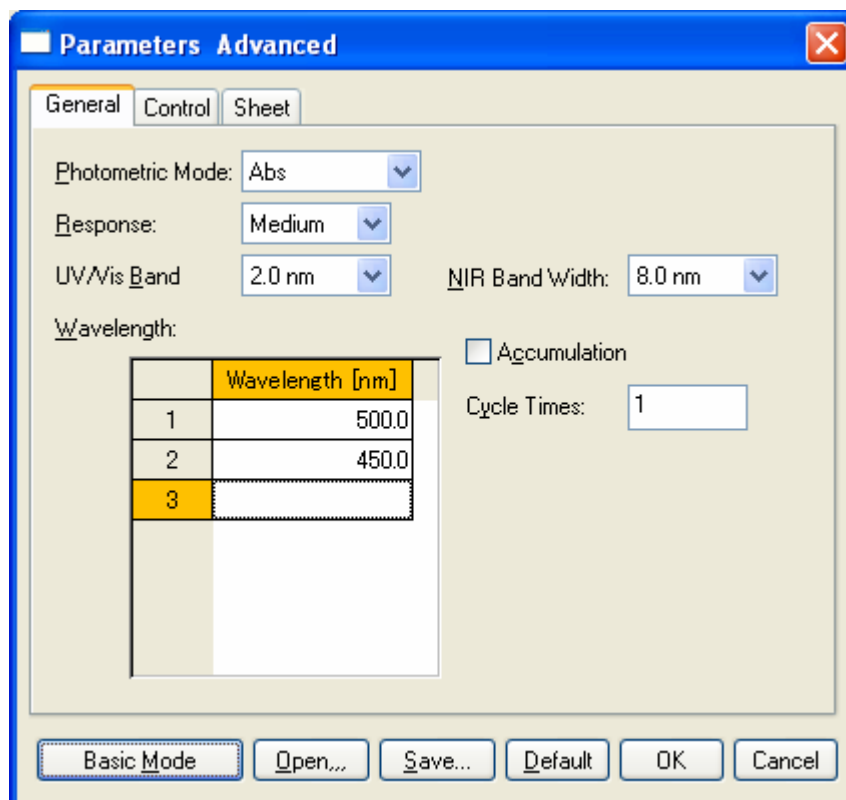 Parameters Advanced
General Control Sheet
Photometric Mode: Abs
Response: Medium
UV/Vis Band 2.0 nm NIR Band Width: 8.0 nm
Wavelength:
Accumulation
Wavelength [nm]
Cycle Times: 1
1 500.0
2 450.0
3
Basic Mode Open,,, Save... Default OK Cancel